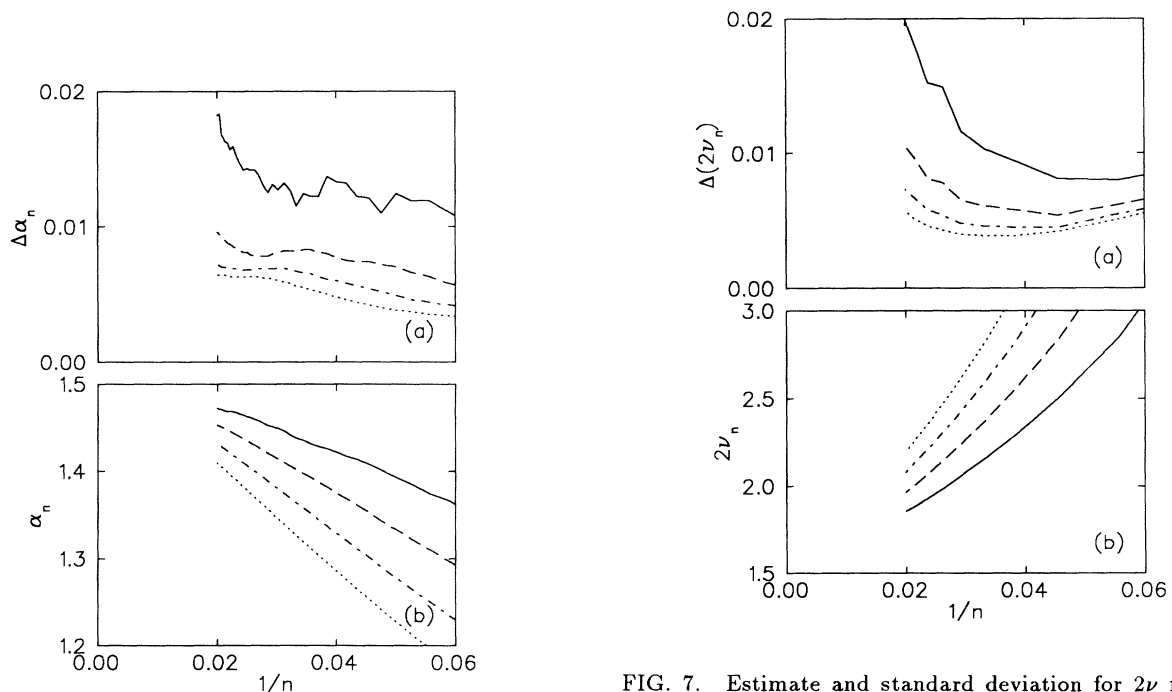 0.02
Δα_n
0.01
(a)
0.00
1.5
1.4
α_n
1.3
(b)
1.2
0.00 0.02 0.04 0.06
1/n
0.02
Δ(2ν_n)
0.01
(a)
0.00
3.0
2.5
2ν_n
2.0
(b)
1.5
0.00 0.02 0.04 0.06
1/n
FIG. 7. Estimate and standard deviation for 2ν